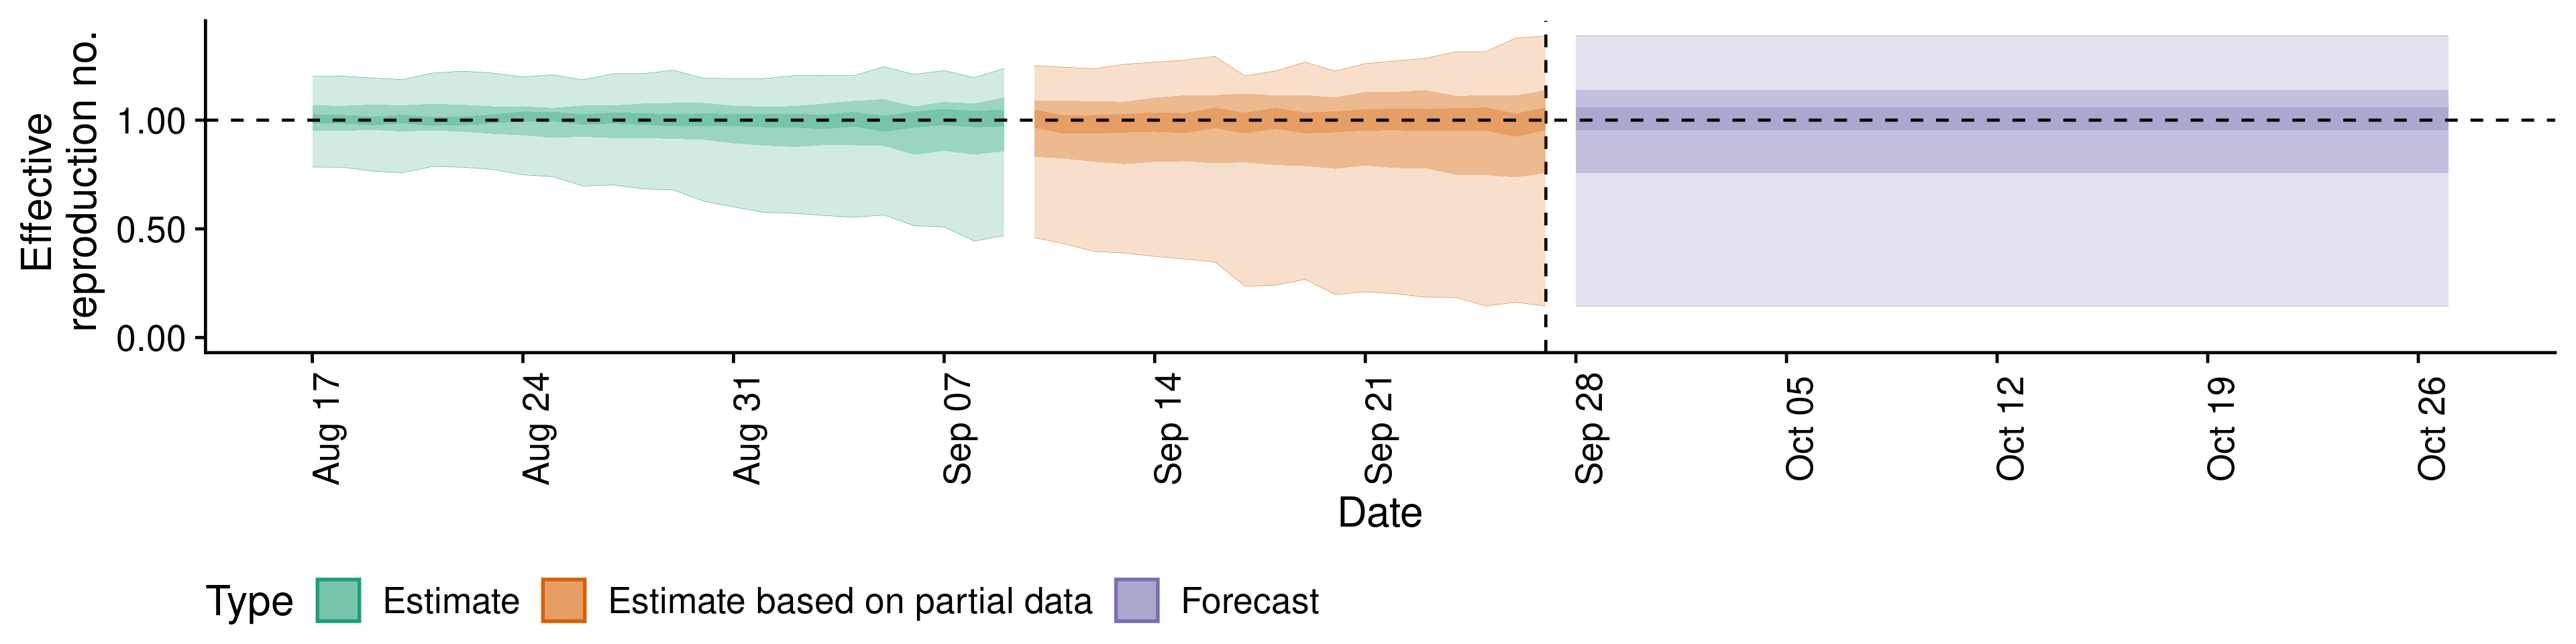 Effective
reproduction no.
1.00
0.50
0.00
Aug 17
Aug 24
Aug 31
Sep 07
Sep 14
Sep 21
Sep 28
Oct 05
Oct 12
Oct 19
Oct 26
Date
Type Estimate Estimate based on partial data Forecast